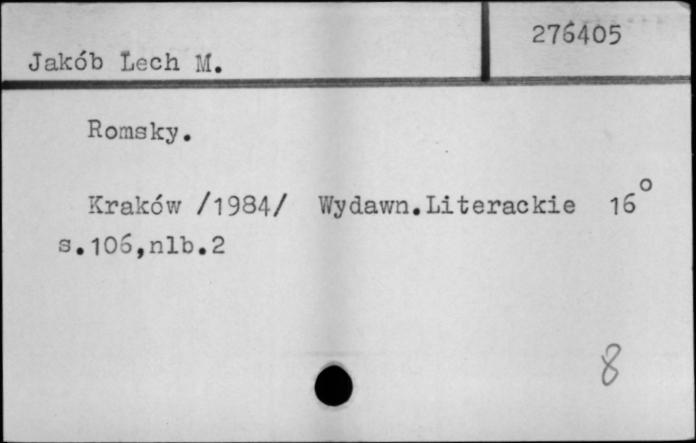 276405
Jakób Lech M.
Romsky.
Kraków /1984/ Wydawn.Literackie 16°
s.106,nlb.2
8